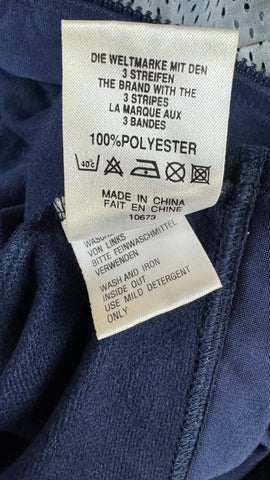 DIE WELTMARKE MIT DEN
3 STREIFEN
THE BRAND WITH THE
3 STRIPES
LA MARQUE AUX
3 BANDES
100%POLYESTER
40°C
MADE IN CHINA
FAIT EN CHINE
10673
VON LINKS
BITTE FEINWASCHMITTEL
VERWENDEN
WASH AND IRON
INSIDE OUT
USE MILD DETERGENT
ONLY